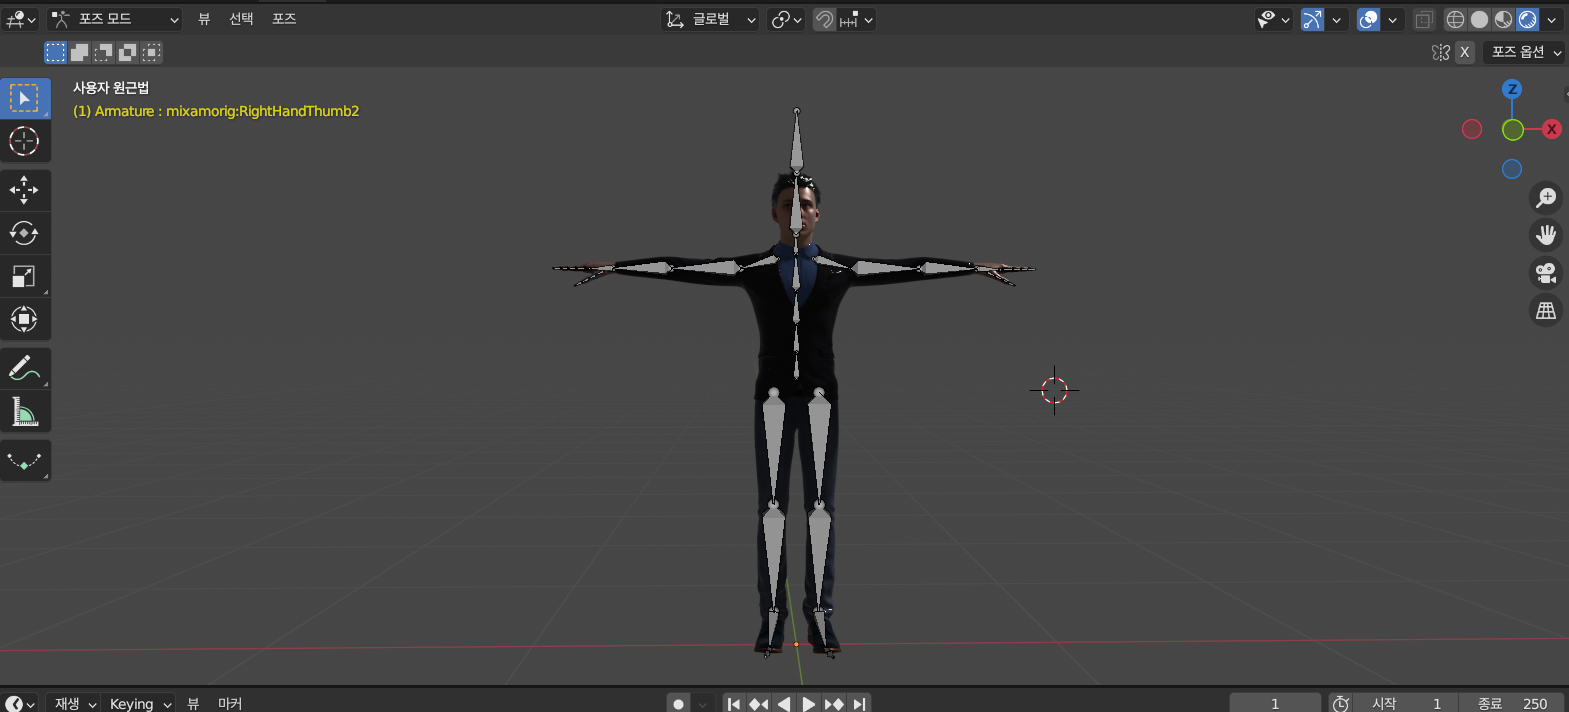 포즈 모드 뷰 선택 포즈 글로벌
X 포즈 옵션
사용자 원근법
(1) Armature : mixamorig:RightHandThumb2
Z
X
재생 Keying 뷰 마커 1 시작 1 종료 250